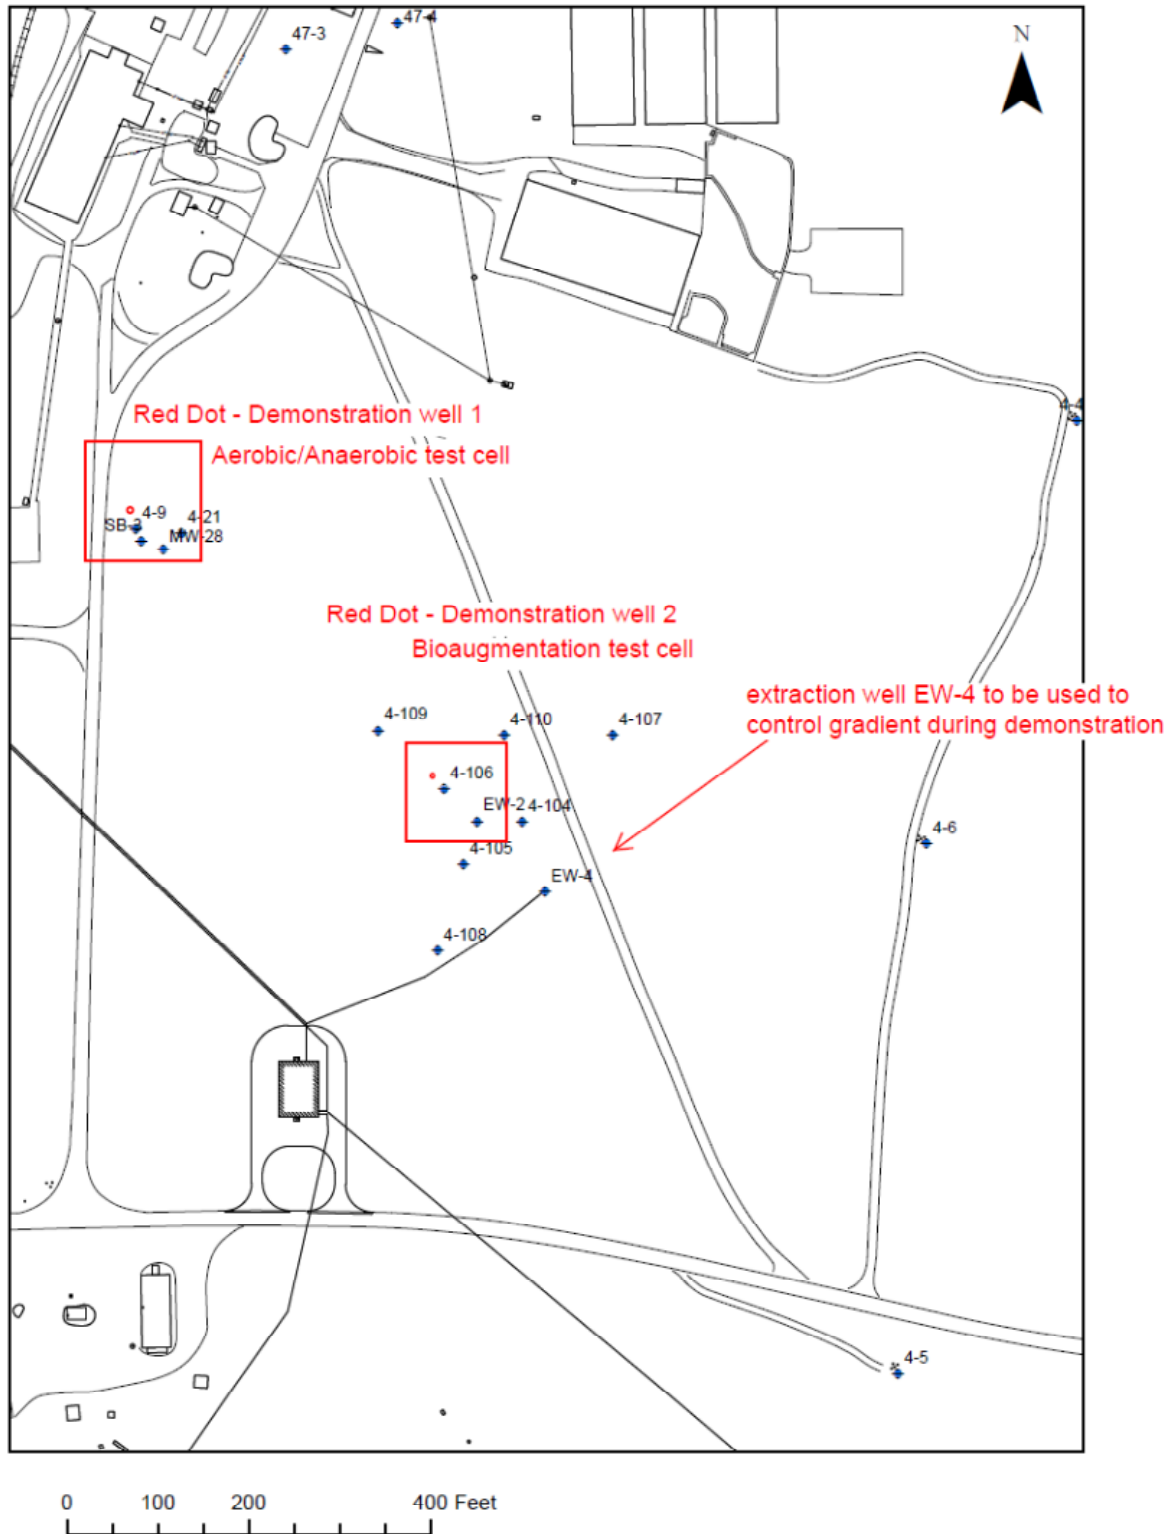 47-3
47-4
N
4-4
Red Dot - Demonstration well 1
Aerobic/Anaerobic test cell
4-9
4-21
SB-3
MW-28
Red Dot - Demonstration well 2
Bioaugmentation test cell
extraction well EW-4 to be used to
control gradient during demonstration
4-109
4-110
4-107
4-106
EW-2
4-104
4-6
4-105
EW-4
4-108
4-5
0 100 200 400 Feet